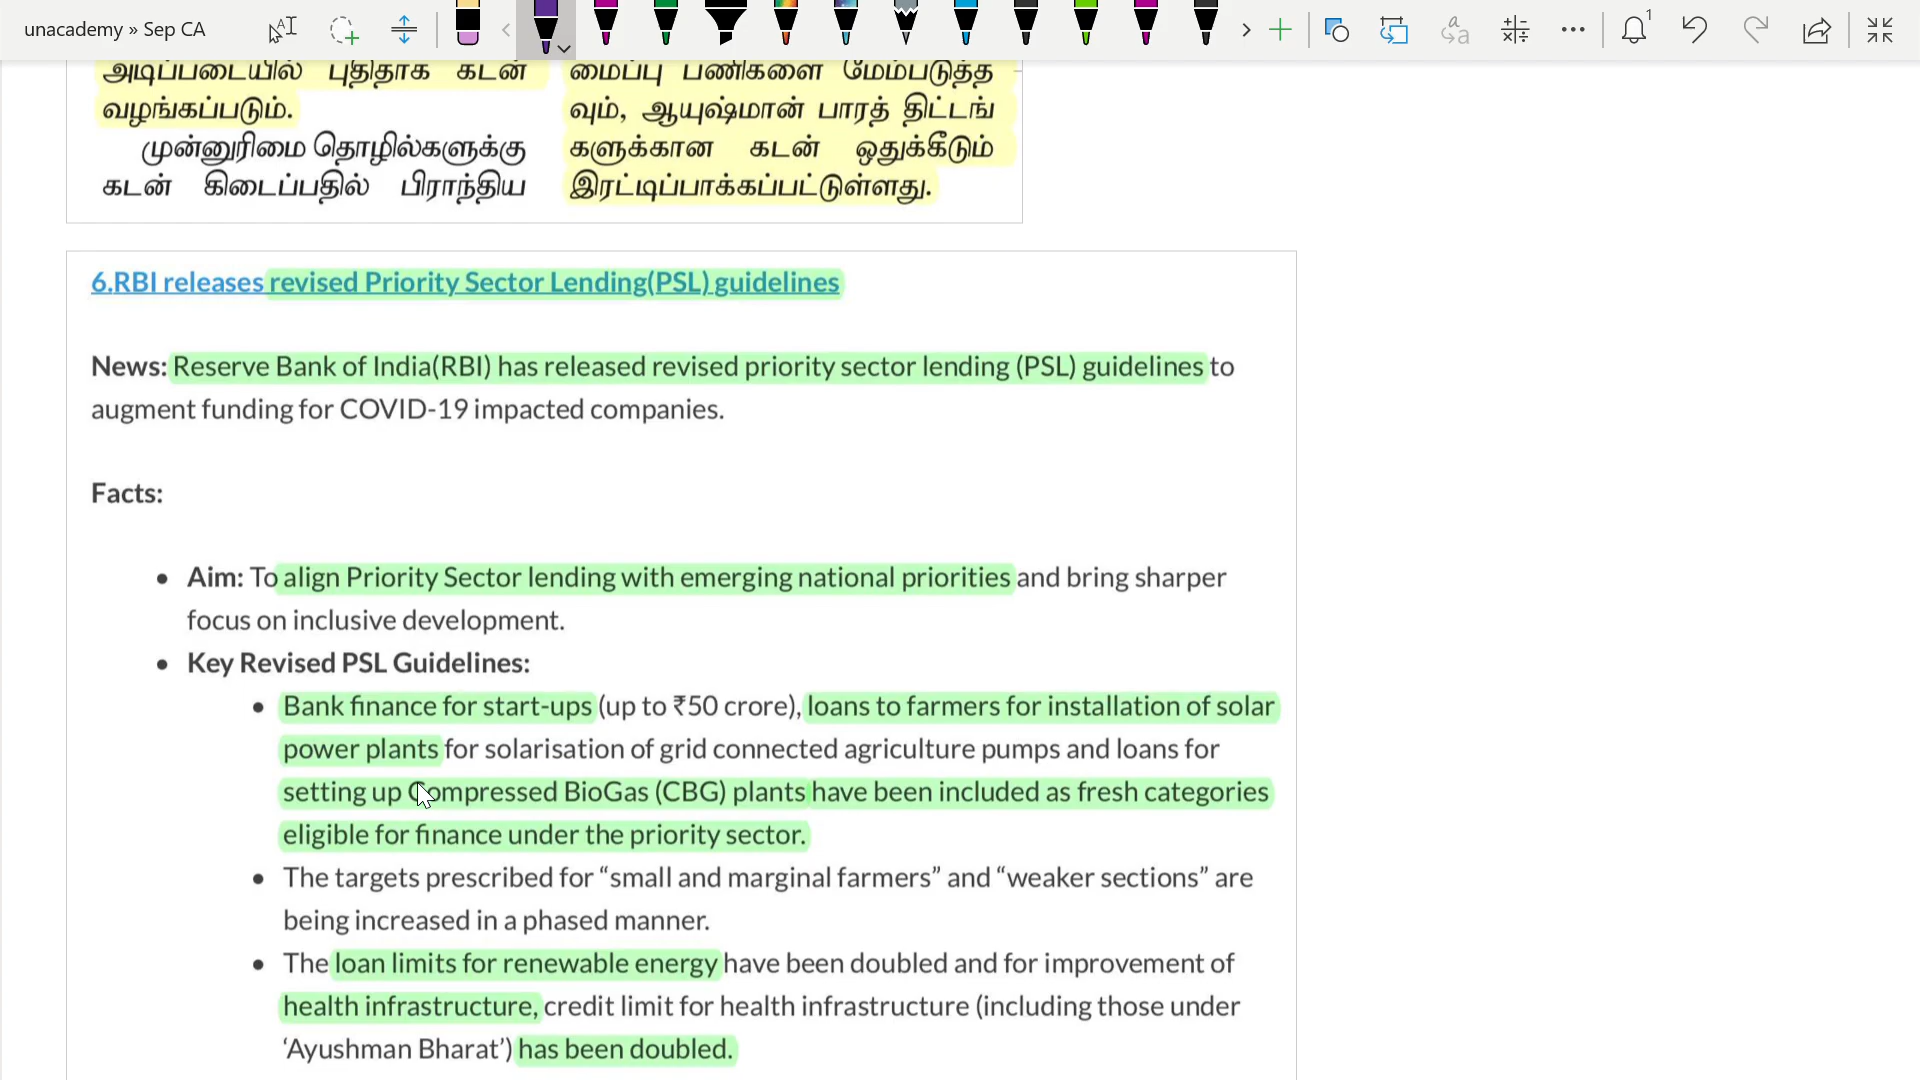 unacademy » Sep CA
1
அடிப்படையில் புதிதாக கடன்
வழங்கப்படும்.
முன்னுரிமை தொழில்களுக்கு
கடன் கிடைப்பதில் பிராந்திய
மைப்பு பணிகளை மேம்படுத்த
வும், ஆயுஷ்மான் பாரத் திட்டங்
களுக்கான கடன் ஒதுக்கீடும்
இரட்டிப்பாக்கப்பட்டுள்ளது.
6.RBI releases revised Priority Sector Lending(PSL) guidelines
News: Reserve Bank of India(RBI) has released revised priority sector lending (PSL) guidelines to
augment funding for COVID-19 impacted companies.
Facts:
• Aim: To align Priority Sector lending with emerging national priorities and bring sharper
focus on inclusive development.
• Key Revised PSL Guidelines:
• Bank finance for start-ups (up to ₹50 crore), loans to farmers for installation of solar
power plants for solarisation of grid connected agriculture pumps and loans for
setting up Compressed BioGas (CBG) plants have been included as fresh categories
eligible for finance under the priority sector.
• The targets prescribed for “small and marginal farmers” and “weaker sections” are
being increased in a phased manner.
• The loan limits for renewable energy have been doubled and for improvement of
health infrastructure, credit limit for health infrastructure (including those under
‘Ayushman Bharat’) has been doubled.